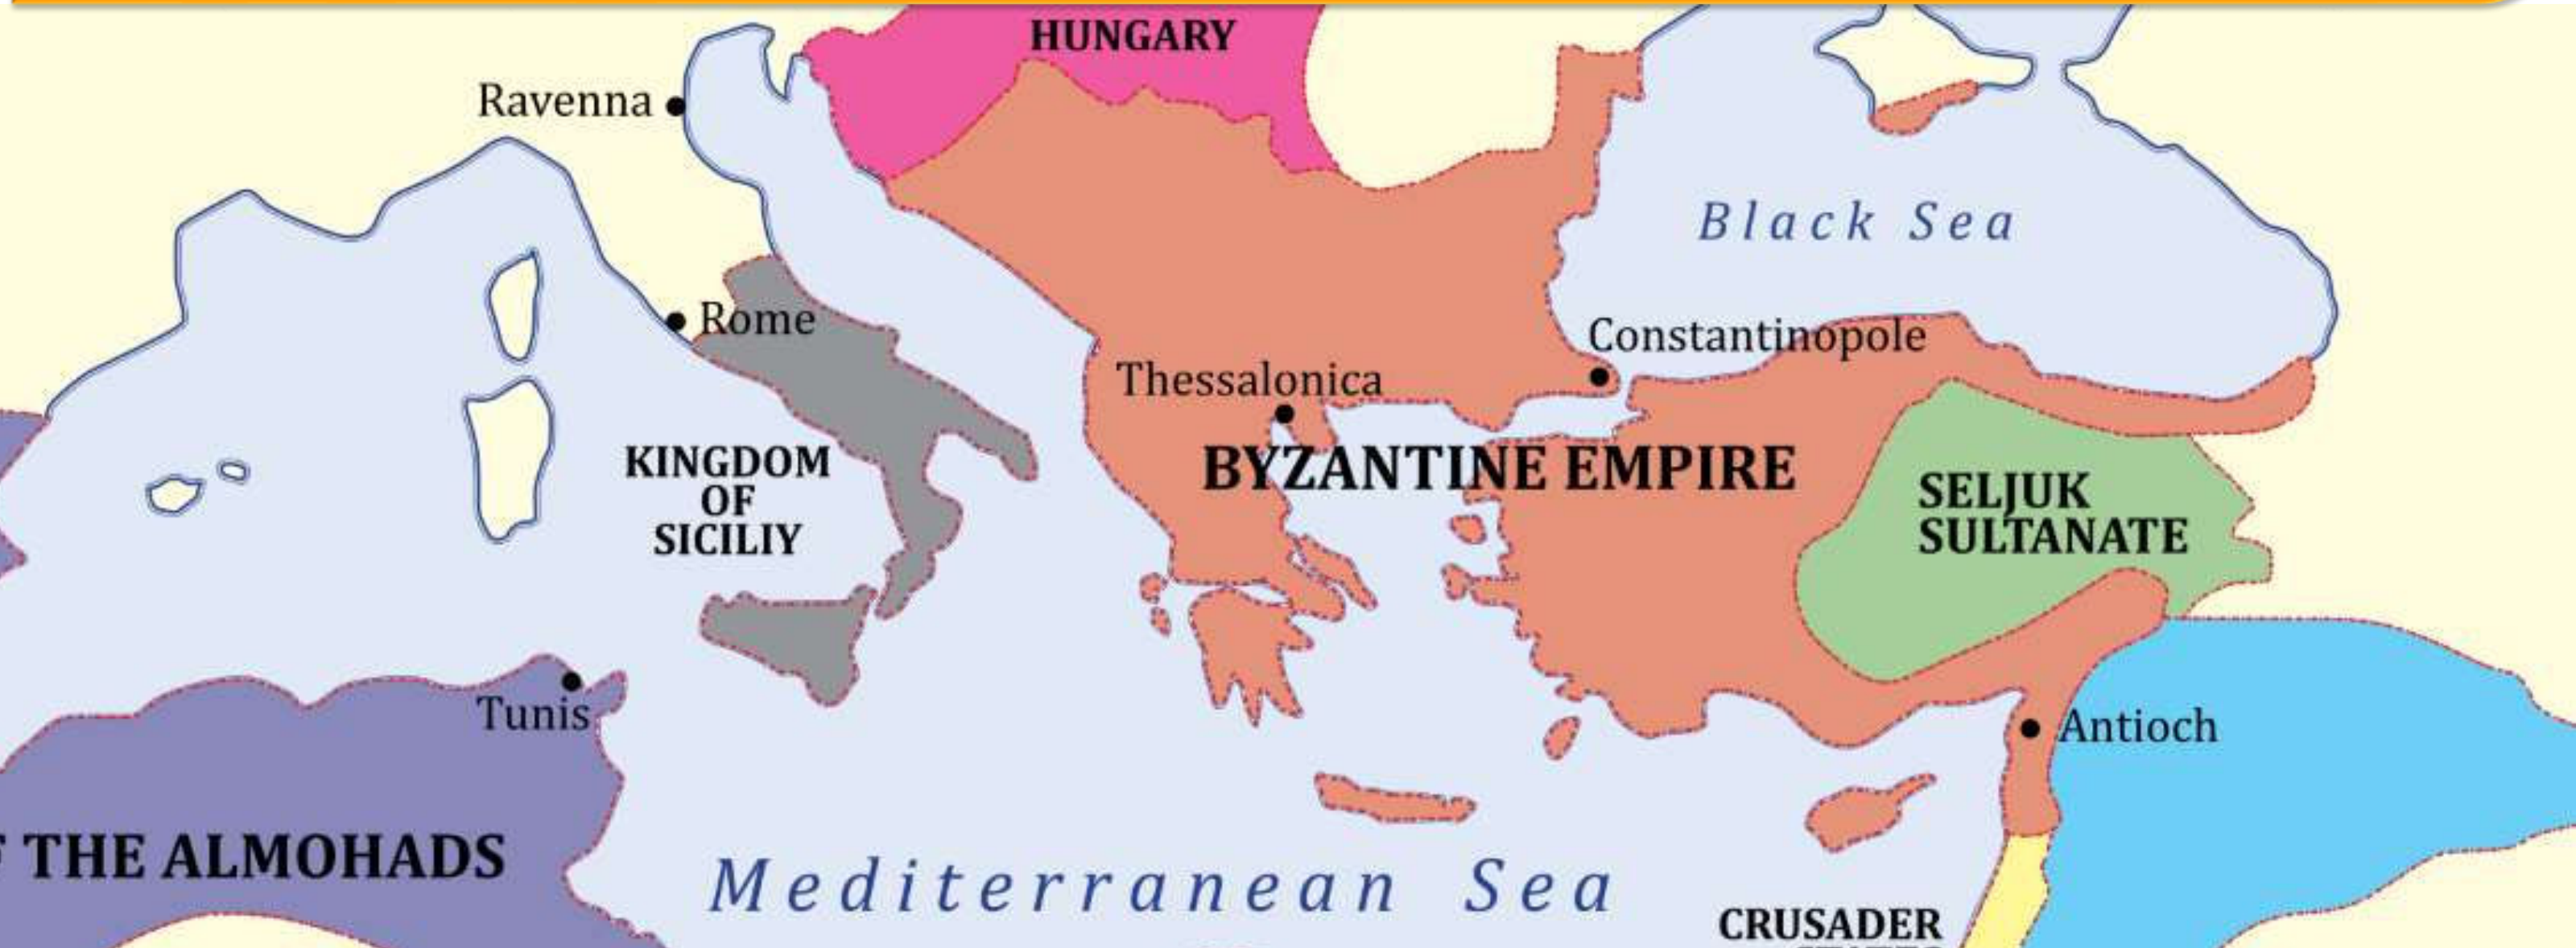 HUNGARY
Ravenna
Black Sea
Rome
Constantinopole
Thessalonica
KINGDOM
OF
SICILIY
BYZANTINE EMPIRE
SELJUK
SULTANATE
Tunis
Antioch
THE ALMOHADS
Mediterranean Sea
CRUSADER